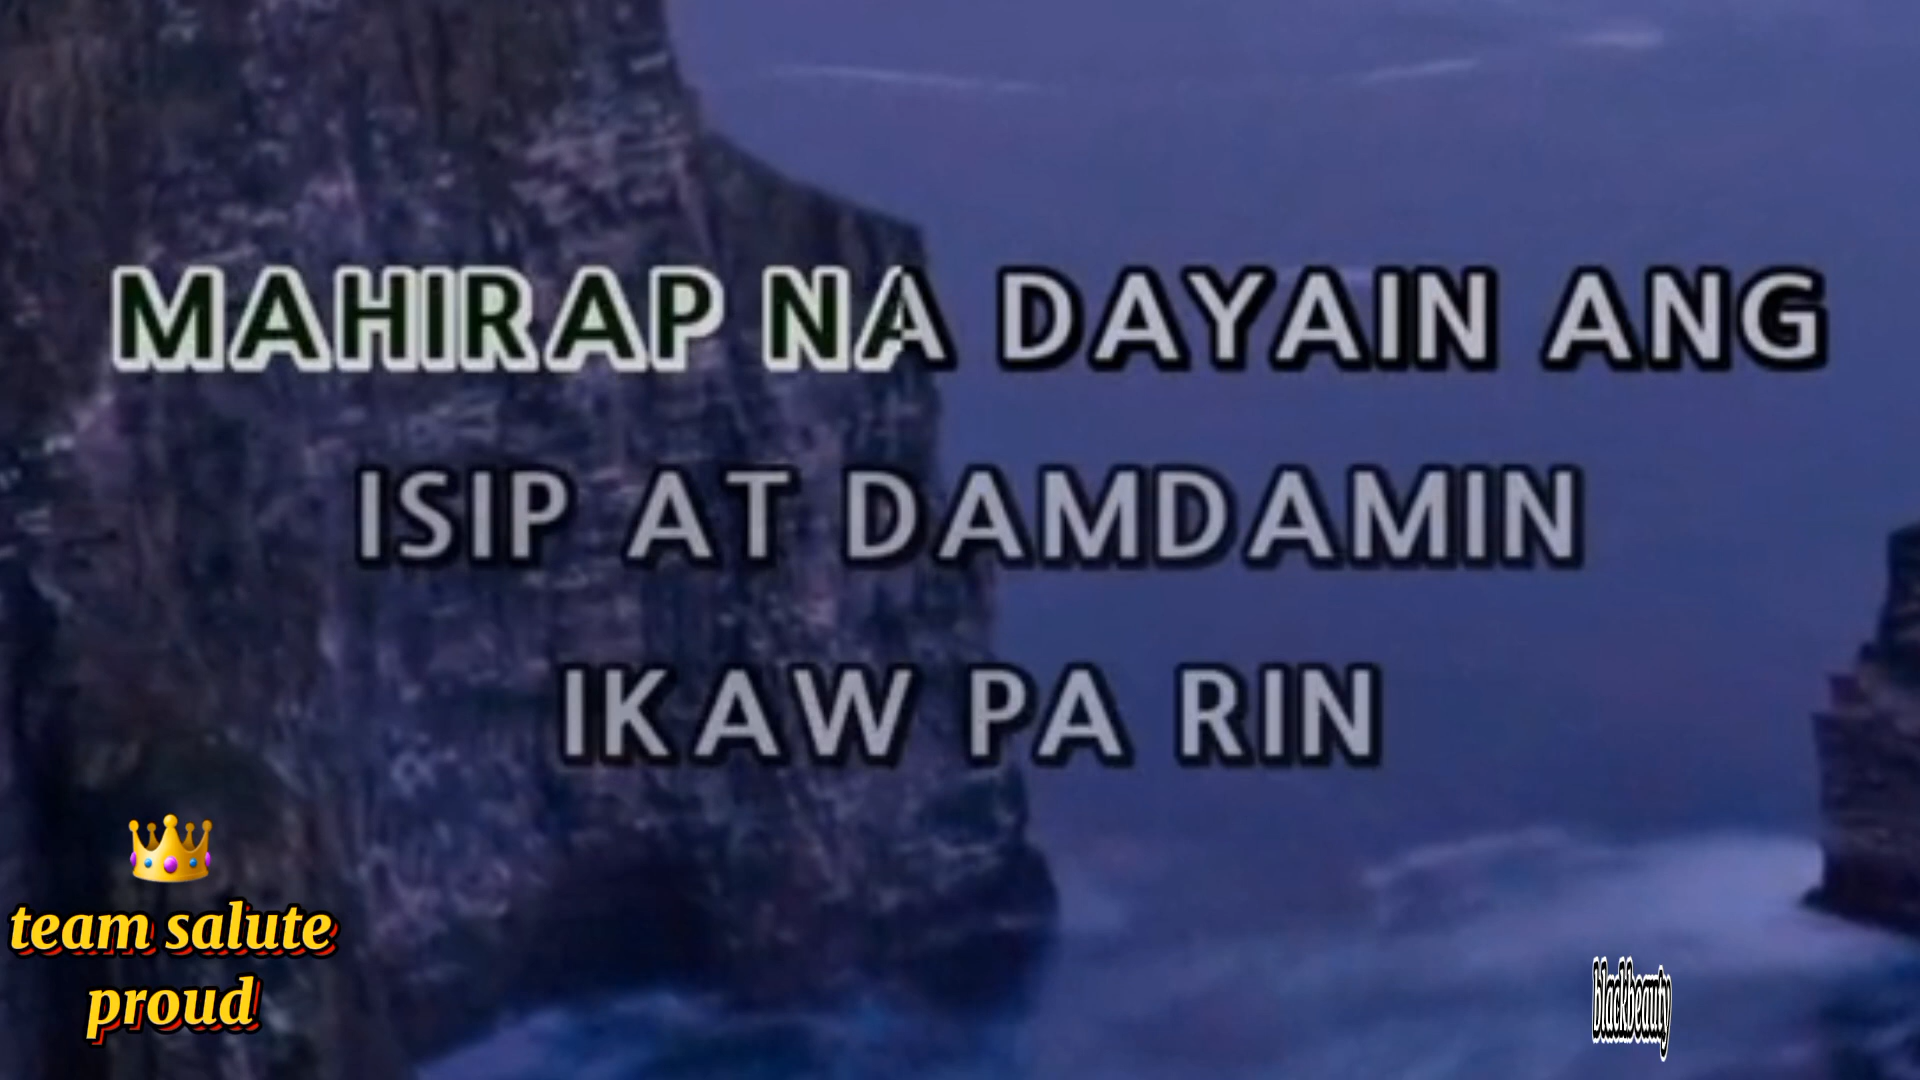 MAHIRAP NA DAYAIN ANG
ISIP AT DAMDAMIN
IKAW PA RIN
team salute
proud
blackbeauty